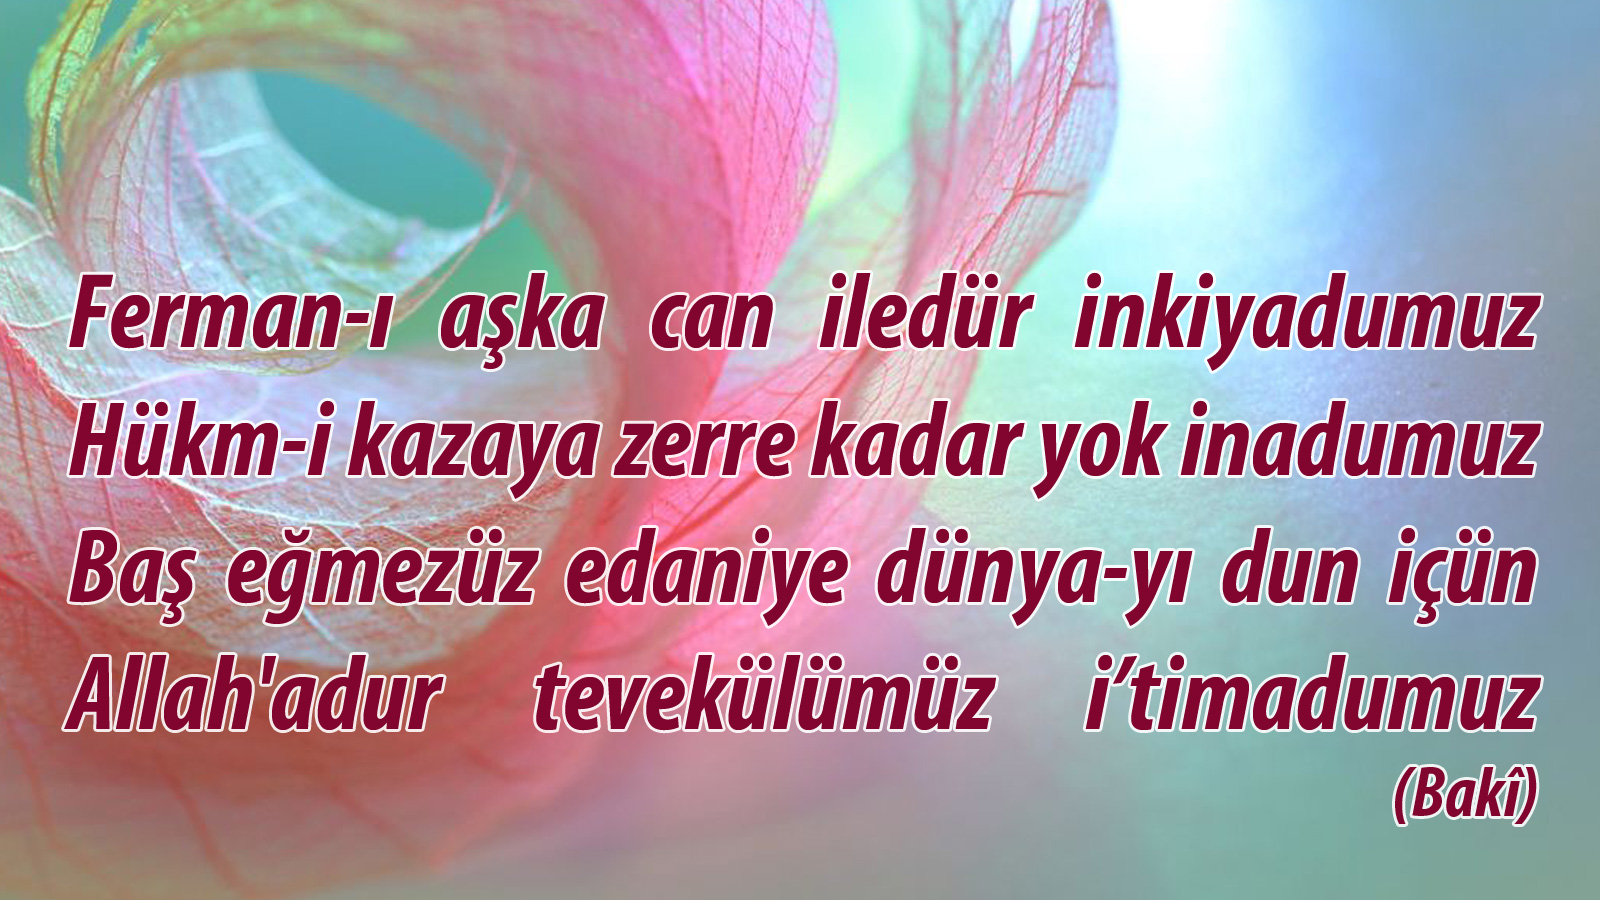 Ferman-ı aşka can iledür inkiyadumuz
Hükm-i kazaya zerre kadar yok inadumuz
Baş eğmezüz edaniye dünya-yı dun içün
Allah'adur tevekülümüz i’timadumuz
(Bakî)